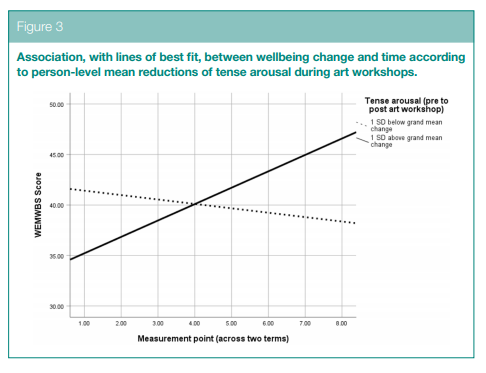 Figure 3
Association, with lines of best fit, between wellbeing change and time according
to person-level mean reductions of tense arousal during art workshops.
Tense arousal (pre to
post art workshop)
1 SD below grand mean
change
1 SD above grand mean
change
WEMWBS Score
50.00
45.00
40.00
35.00
30.00
1.00 2.00 3.00 4.00 5.00 6.00 7.00 8.00
Measurement point (across two terms)